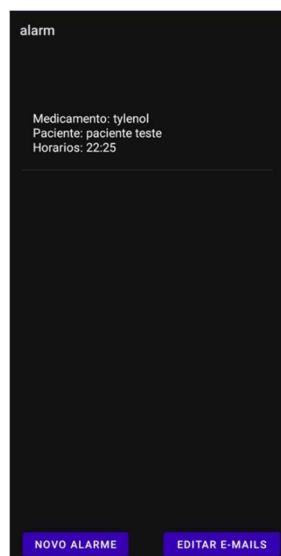 alarm
Medicamento: tylenol
Paciente: paciente teste
Horarios: 22:25
NOVO ALARME
EDITAR E-MAILS